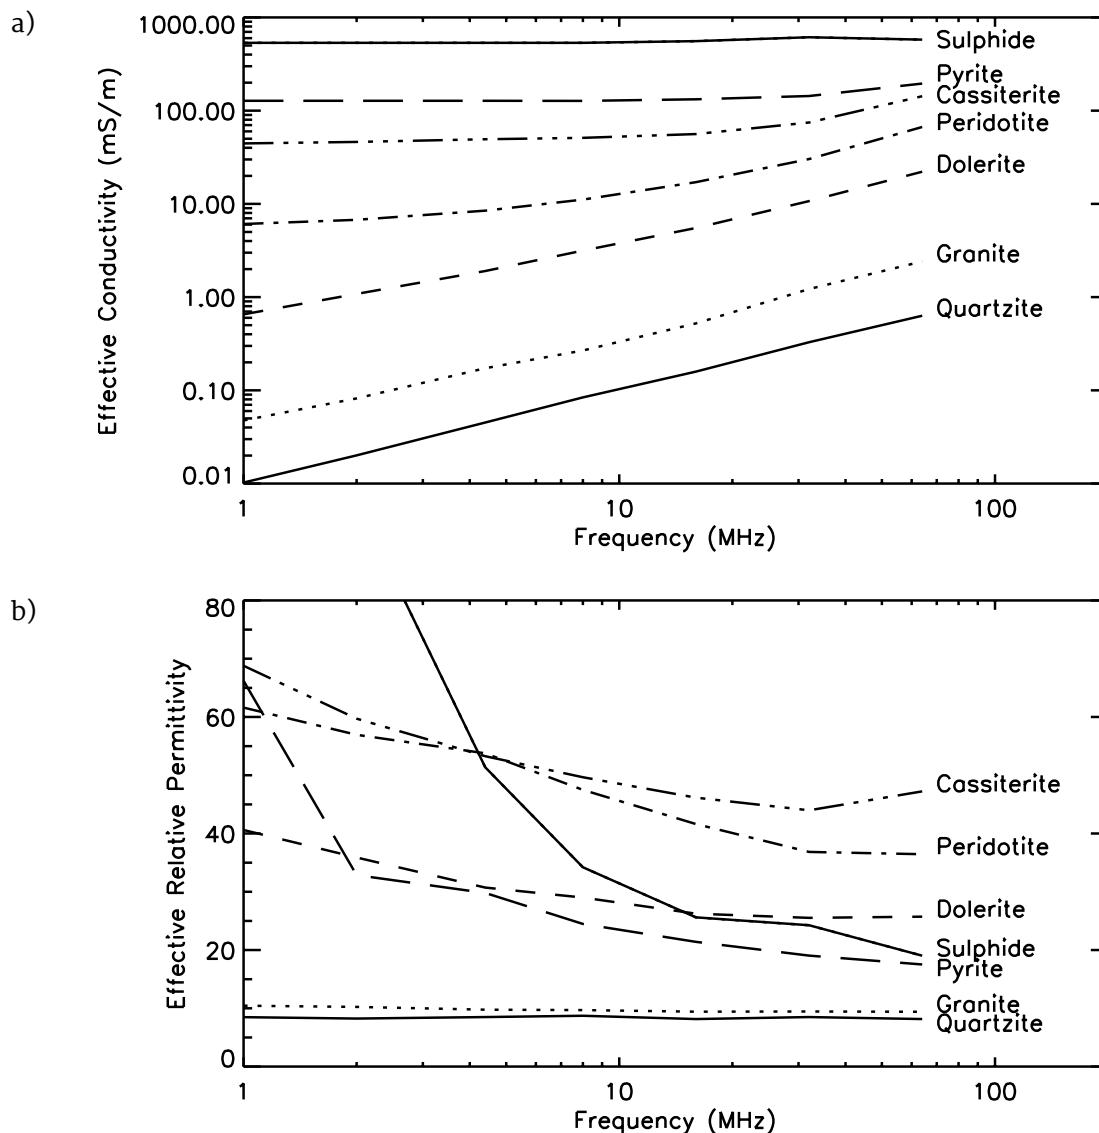 a)
1000.00
100.00
10.00
1.00
0.10
0.01
Effective Conductivity (mS/m)
Sulphide
Pyrite
Cassiterite
Peridotite
Dolerite
Granite
Quartzite
1 10 100
Frequency (MHz)
b)
80
60
40
20
0
Effective Relative Permittivity
Cassiterite
Peridotite
Dolerite
Sulphide
Pyrite
Granite
Quartzite
1 10 100
Frequency (MHz)